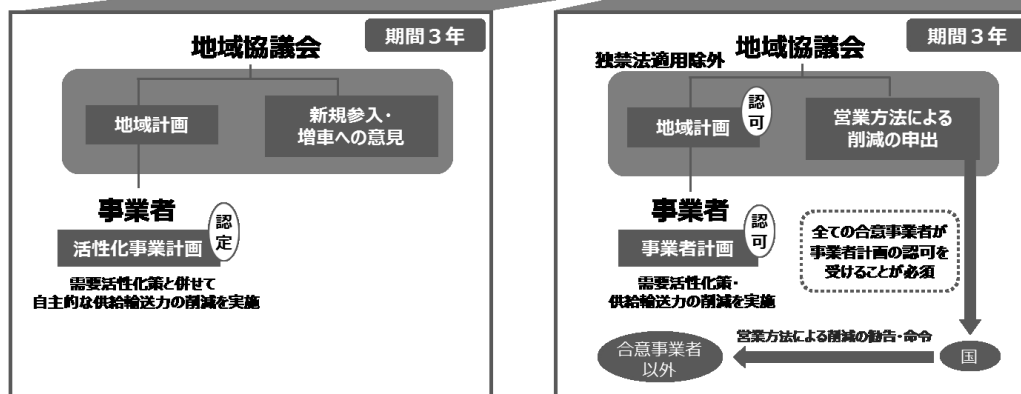 地域協議会
期間3年
地域計画
新規参入・
増車への意見
事業者
認定
活性化事業計画
需要活性化策と併せて
自主的な供給輸送力の削減を実施
独禁法適用除外
地域協議会
期間3年
認可
地域計画
営業方法による
削減の申出
事業者
認可
事業者計画
需要活性化策・
供給輸送力の削減を実施
全ての合意事業者が
事業者計画の認可を
受けることが必須
営業方法による削減の勧告・命令
合意事業者
以外
国